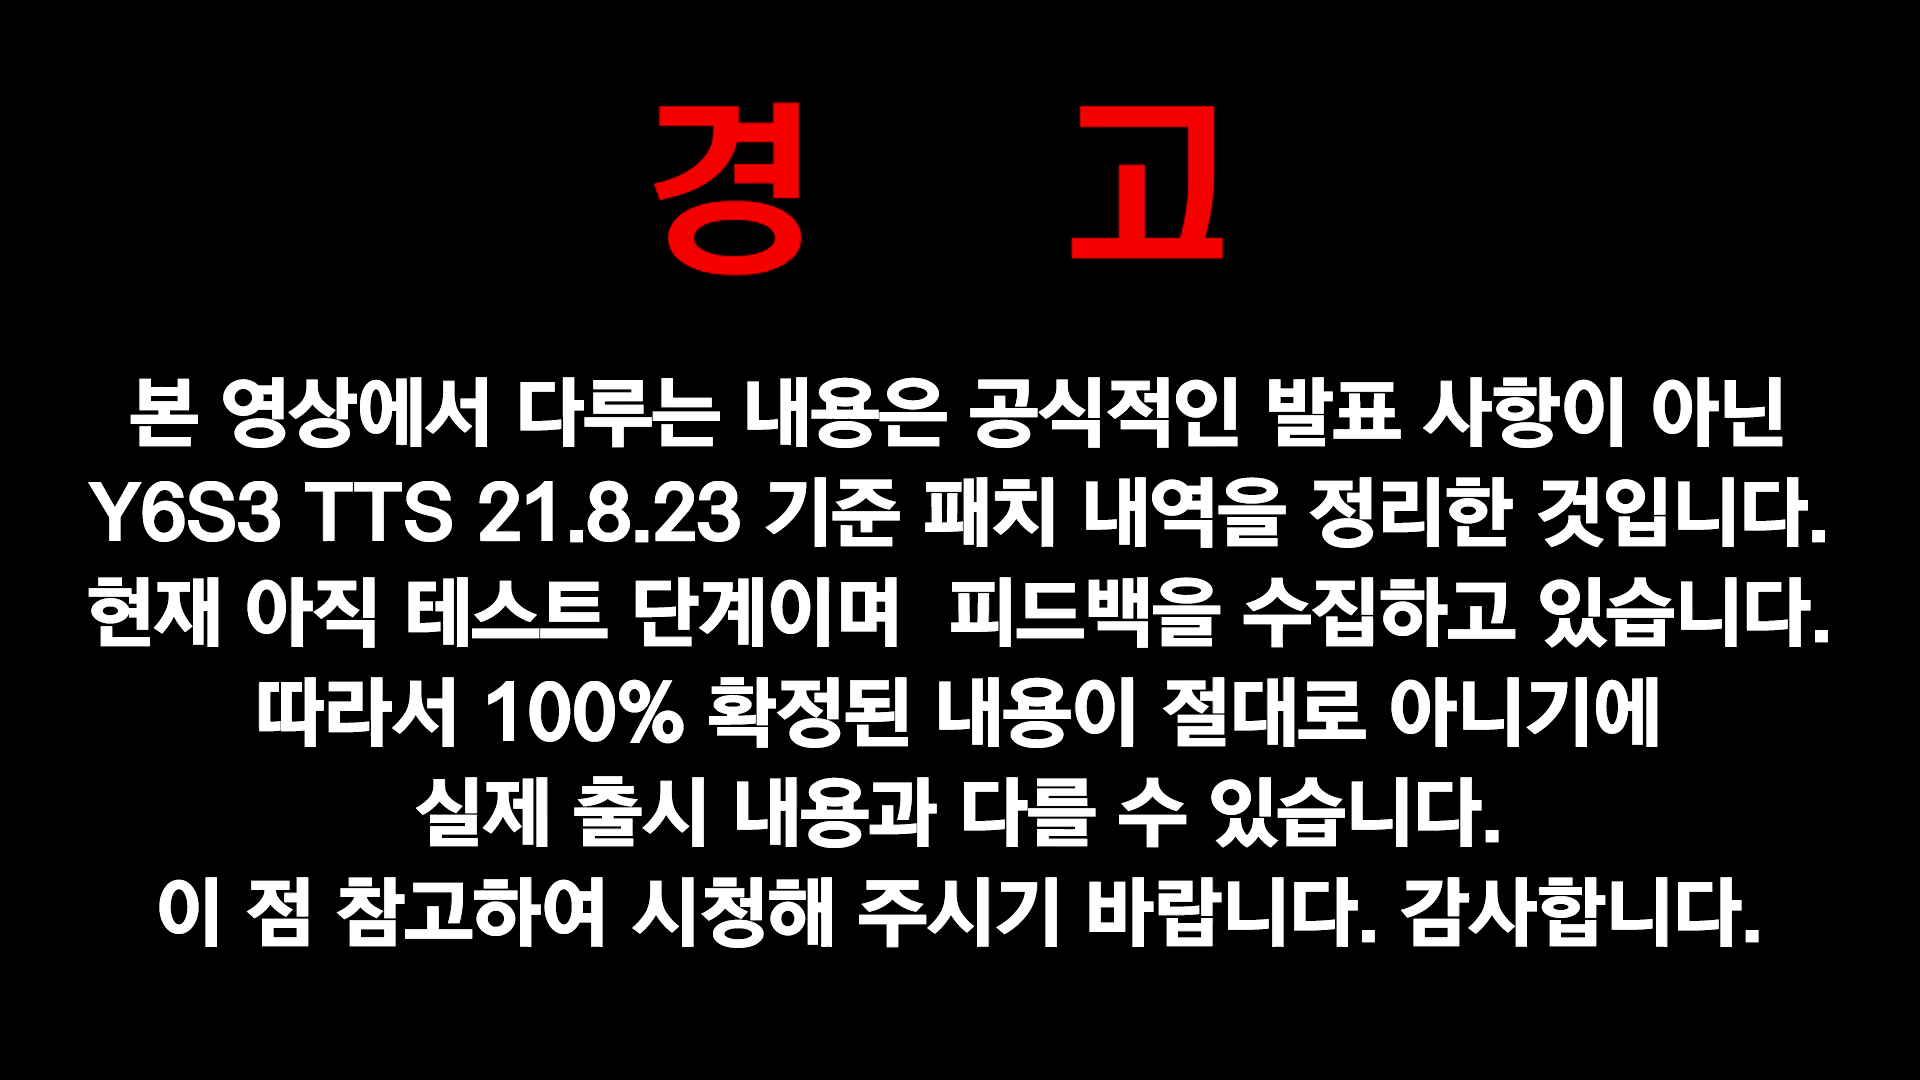 경 고
본 영상에서 다루는 내용은 공식적인 발표 사항이 아닌
Y6S3 TTS 21.8.23 기준 패치 내역을 정리한 것입니다.
현재 아직 테스트 단계이며 피드백을 수집하고 있습니다.
따라서 100% 확정된 내용이 절대로 아니기에
실제 출시 내용과 다를 수 있습니다.
이 점 참고하여 시청해 주시기 바랍니다. 감사합니다.